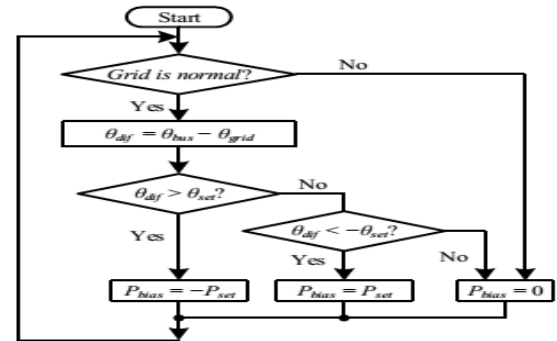 Start
Grid is normal?
No
Yes
θdif = θbus − θgrid
θdif > θset?
No
Yes
θdif < −θset?
Yes
No
Pbias = −Pset
Pbias = Pset
Pbias = 0